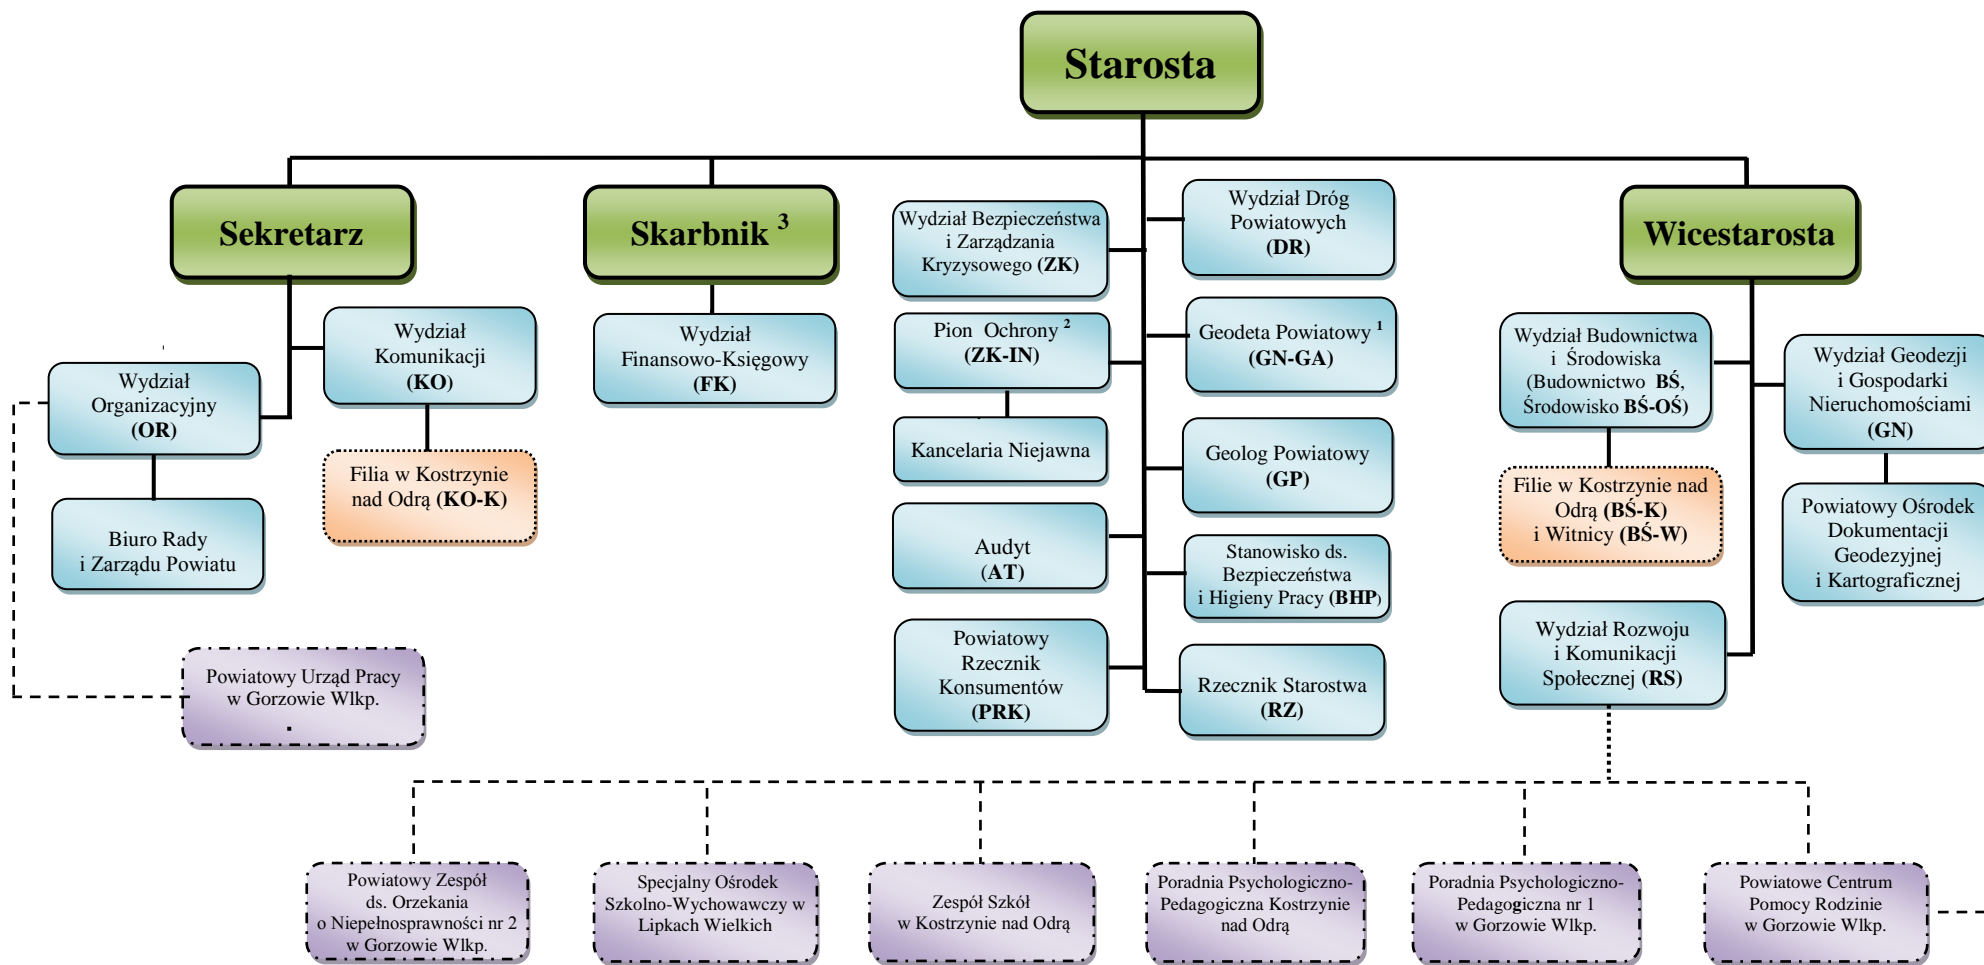 Starosta
Sekretarz
Skarbnik 3
Wicestarosta
Wydział Bezpieczeństwa
i Zarządzania
Kryzysowego (ZK)
Wydział Dróg
Powiatowych
(DR)
Wydział
Organizacyjny
(OR)
Wydział
Komunikacji
(KO)
Wydział
Finansowo-Księgowy
(FK)
Pion Ochrony 2
(ZK-IN)
Geodeta Powiatowy 1
(GN-GA)
Wydział Budownictwa
i Środowiska
(Budownictwo BŚ,
Środowisko BŚ-OŚ)
Wydział Geodezji
i Gospodarki
Nieruchomościami
(GN)
Biuro Rady
i Zarządu Powiatu
Filia w Kostrzynie
nad Odrą (KO-K)
Kancelaria Niejawna
Geolog Powiatowy
(GP)
Filie w Kostrzynie nad
Odrą (BŚ-K)
i Witnicy (BŚ-W)
Powiatowy Ośrodek
Dokumentacji
Geodezyjnej
i Kartograficznej
Audyt
(AT)
Stanowisko ds.
Bezpieczeństwa
i Higieny Pracy (BHP)
Powiatowy
Rzecznik
Konsumentów
(PRK)
Rzecznik Starostwa
(RZ)
Wydział Rozwoju
i Komunikacji
Społecznej (RS)
Powiatowy Urząd Pracy
w Gorzowie Wlkp.
.
Powiatowy Zespół
ds. Orzekania
o Niepełnosprawności nr 2
w Gorzowie Wlkp.
Specjalny Ośrodek
Szkolno-Wychowawczy w
Lipkach Wielkich
Zespół Szkół
w Kostrzynie nad Odrą
Poradnia Psychologiczno-
Pedagogiczna Kostrzynie
nad Odrą
Poradnia Psychologiczno-
Pedagogiczna nr 1
w Gorzowie Wlkp.
Powiatowe Centrum
Pomocy Rodzinie
w Gorzowie Wlkp.